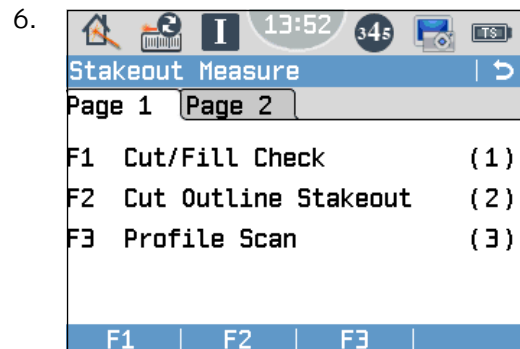 6.
I 13:52 345 TS
Stakeout Measure
Page 1 Page 2
F1 Cut/Fill Check (1)
F2 Cut Outline Stakeout (2)
F3 Profile Scan (3)
F1 F2 F3